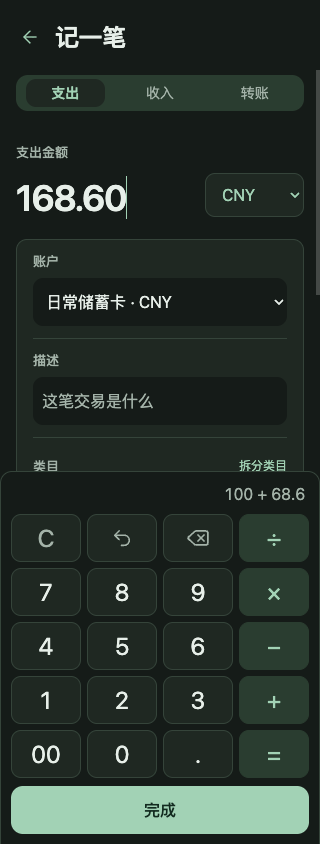 记一笔
支出 收入 转账
支出金额
168.60 CNY
账户
日常储蓄卡 · CNY
描述
这笔交易是什么
类目 拆分类目
100 + 68.6
C ÷
7 8 9 ×
4 5 6 −
1 2 3 +
00 0 . =
完成